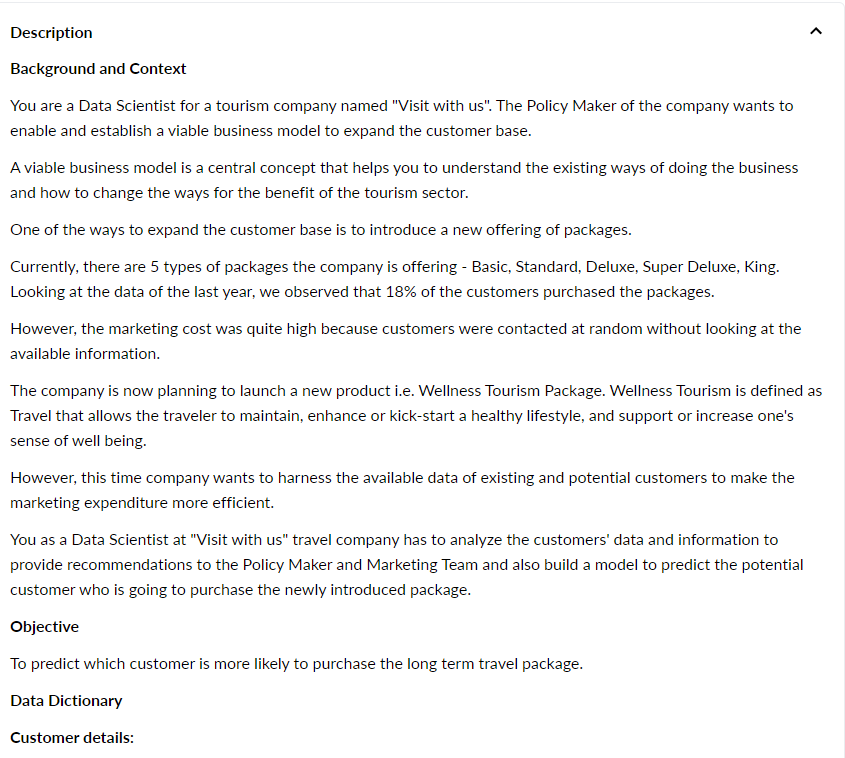 Description
Background and Context
You are a Data Scientist for a tourism company named "Visit with us". The Policy Maker of the company wants to
enable and establish a viable business model to expand the customer base.
A viable business model is a central concept that helps you to understand the existing ways of doing the business
and how to change the ways for the benefit of the tourism sector.
One of the ways to expand the customer base is to introduce a new offering of packages.
Currently, there are 5 types of packages the company is offering - Basic, Standard, Deluxe, Super Deluxe, King.
Looking at the data of the last year, we observed that 18% of the customers purchased the packages.
However, the marketing cost was quite high because customers were contacted at random without looking at the
available information.
The company is now planning to launch a new product i.e. Wellness Tourism Package. Wellness Tourism is defined as
Travel that allows the traveler to maintain, enhance or kick-start a healthy lifestyle, and support or increase one's
sense of well being.
However, this time company wants to harness the available data of existing and potential customers to make the
marketing expenditure more efficient.
You as a Data Scientist at "Visit with us" travel company has to analyze the customers' data and information to
provide recommendations to the Policy Maker and Marketing Team and also build a model to predict the potential
customer who is going to purchase the newly introduced package.
Objective
To predict which customer is more likely to purchase the long term travel package.
Data Dictionary
Customer details: